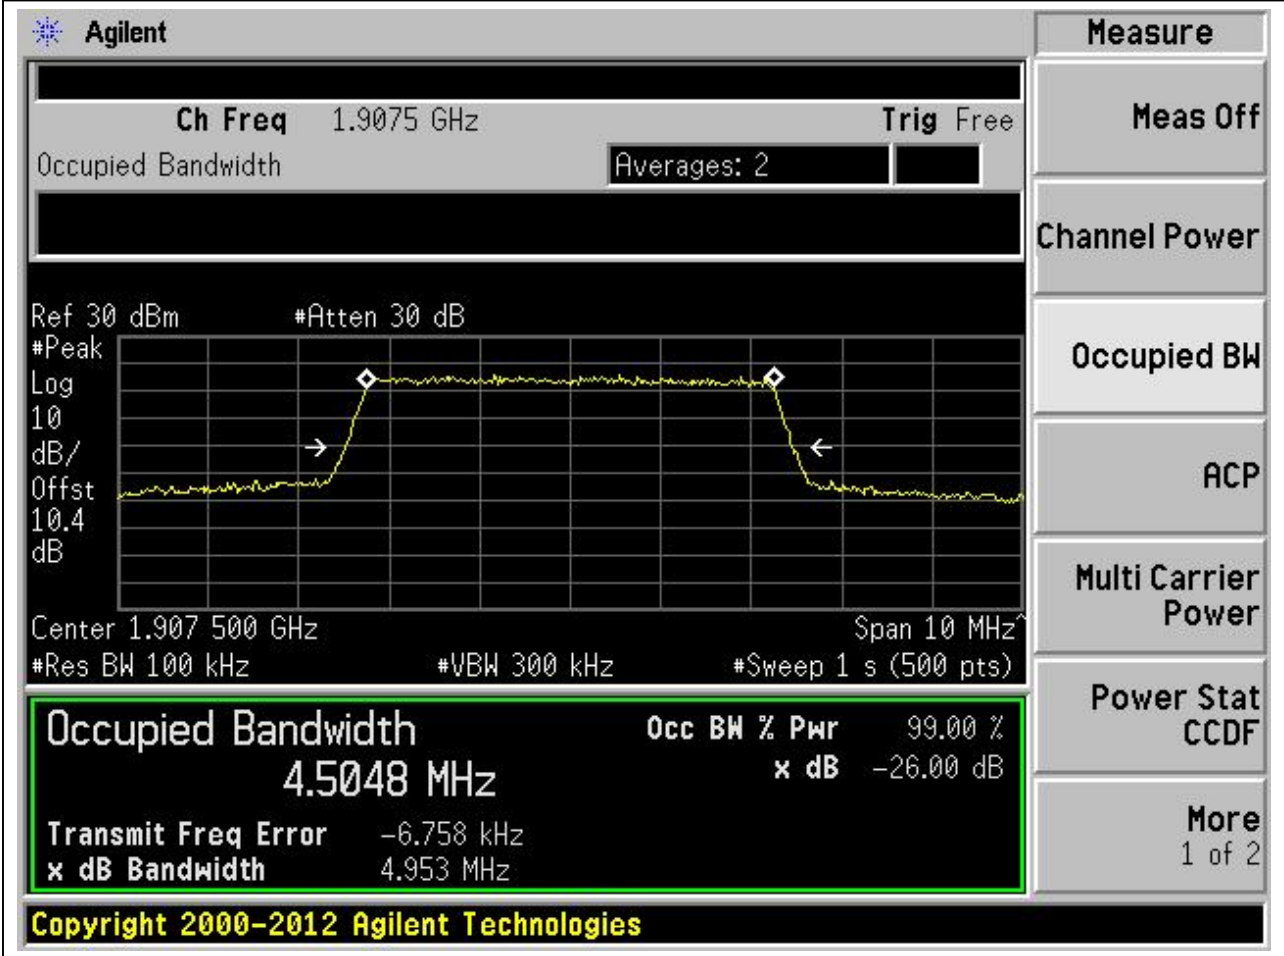 Agilent
Measure
Ch Freq 1.9075 GHz Trig Free
Meas Off
Occupied Bandwidth Averages: 2
Channel Power
Ref 30 dBm #Atten 30 dB
#Peak
Log
10
dB/
Offst
10.4
dB
Occupied BW
ACP
Center 1.907 500 GHz Span 10 MHz^
#Res BW 100 kHz #VBW 300 kHz #Sweep 1 s (500 pts)
Multi Carrier
Power
Occupied Bandwidth Occ BW % Pwr 99.00 %
4.5048 MHz x dB -26.00 dB
Transmit Freq Error -6.758 kHz
x dB Bandwidth 4.953 MHz
Power Stat
CCDF
More
1 of 2
Copyright 2000-2012 Agilent Technologies